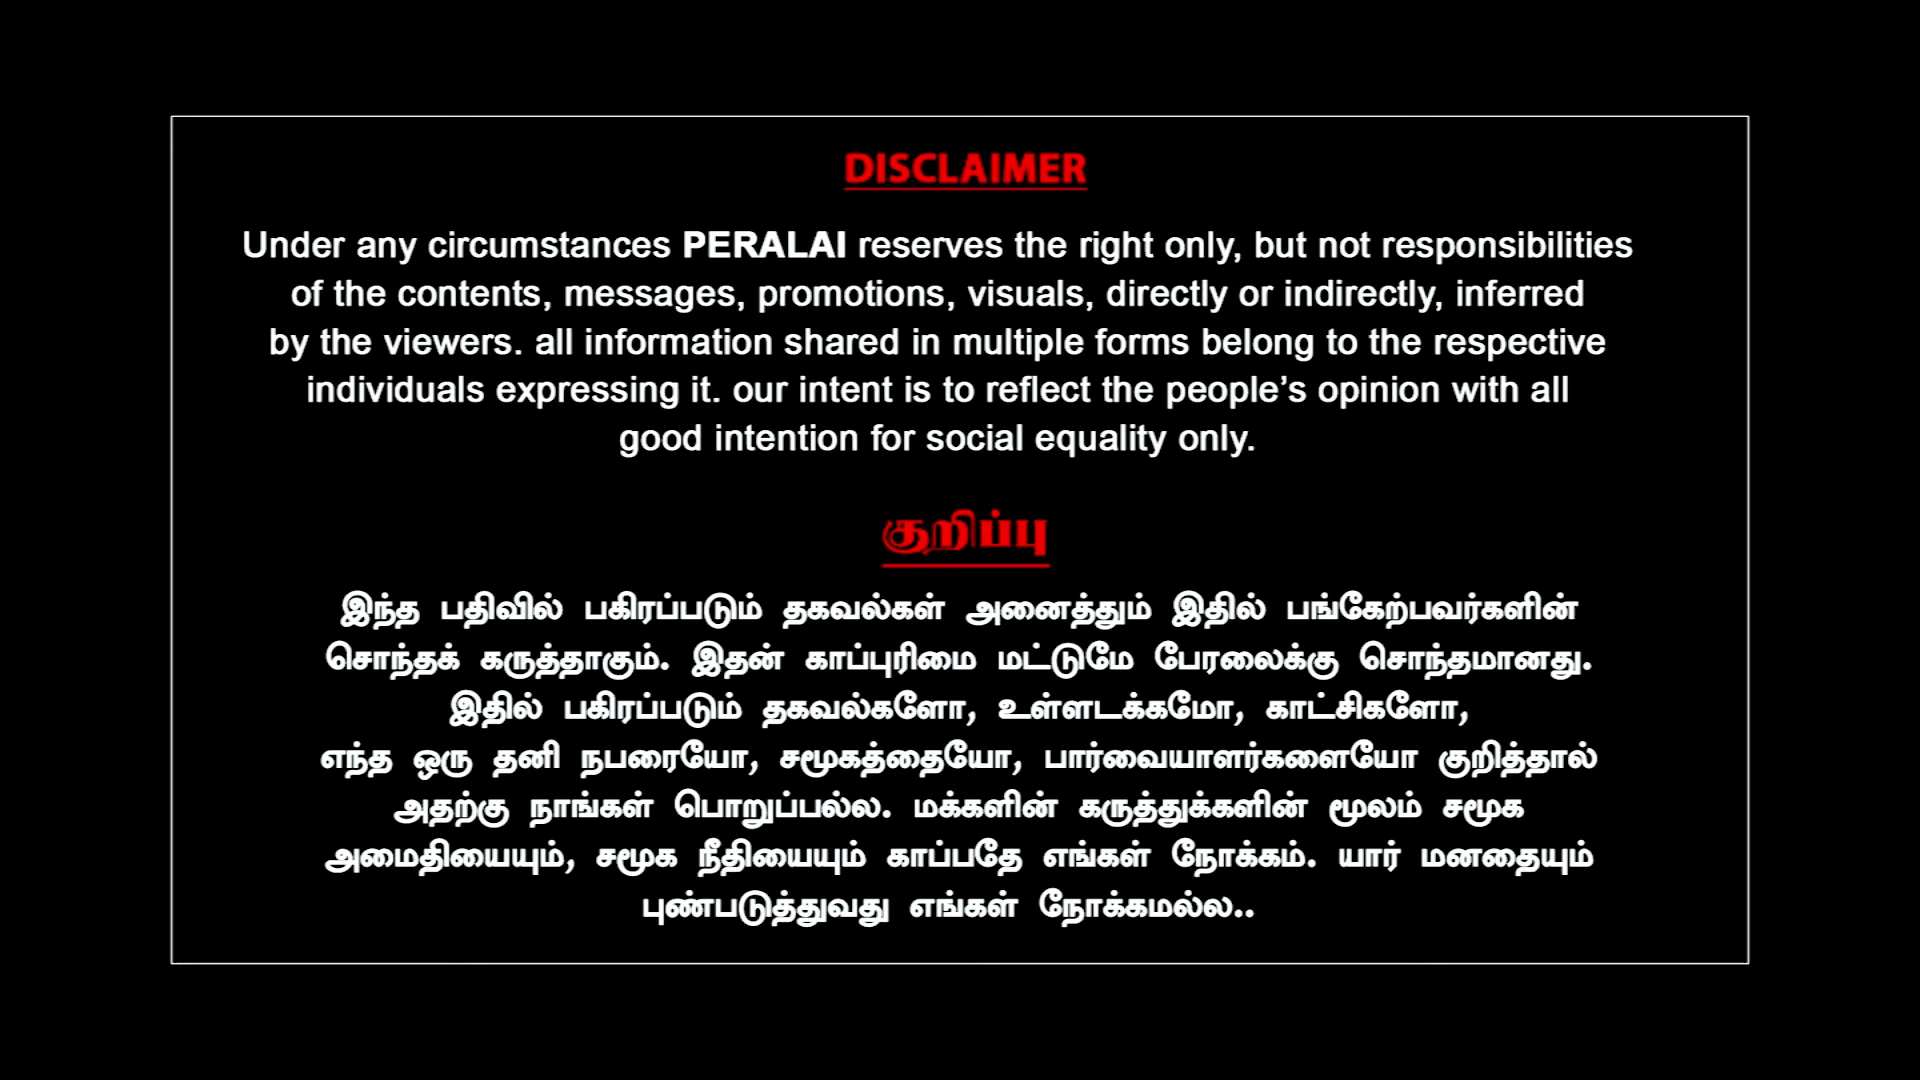 DISCLAIMER
Under any circumstances PERALAI reserves the right only, but not responsibilities
of the contents, messages, promotions, visuals, directly or indirectly, inferred
by the viewers. all information shared in multiple forms belong to the respective
individuals expressing it. our intent is to reflect the people’s opinion with all
good intention for social equality only.
குறிப்பு
இந்த பதிவில் பகிரப்படும் தகவல்கள் அனைத்தும் இதில் பங்கேற்பவர்களின்
சொந்தக் கருத்தாகும். இதன் காப்புரிமை மட்டுமே பேரலைக்கு சொந்தமானது.
இதில் பகிரப்படும் தகவல்களோ, உள்ளடக்கமோ, காட்சிகளோ,
எந்த ஒரு தனி நபரையோ, சமூகத்தையோ, பார்வையாளர்களையோ குறித்தால்
அதற்கு நாங்கள் பொறுப்பல்ல. மக்களின் கருத்துக்களின் மூலம் சமூக
அமைதியையும், சமூக நீதியையும் காப்பதே எங்கள் நோக்கம். யார் மனதையும்
புண்படுத்துவது எங்கள் நோக்கமல்ல..